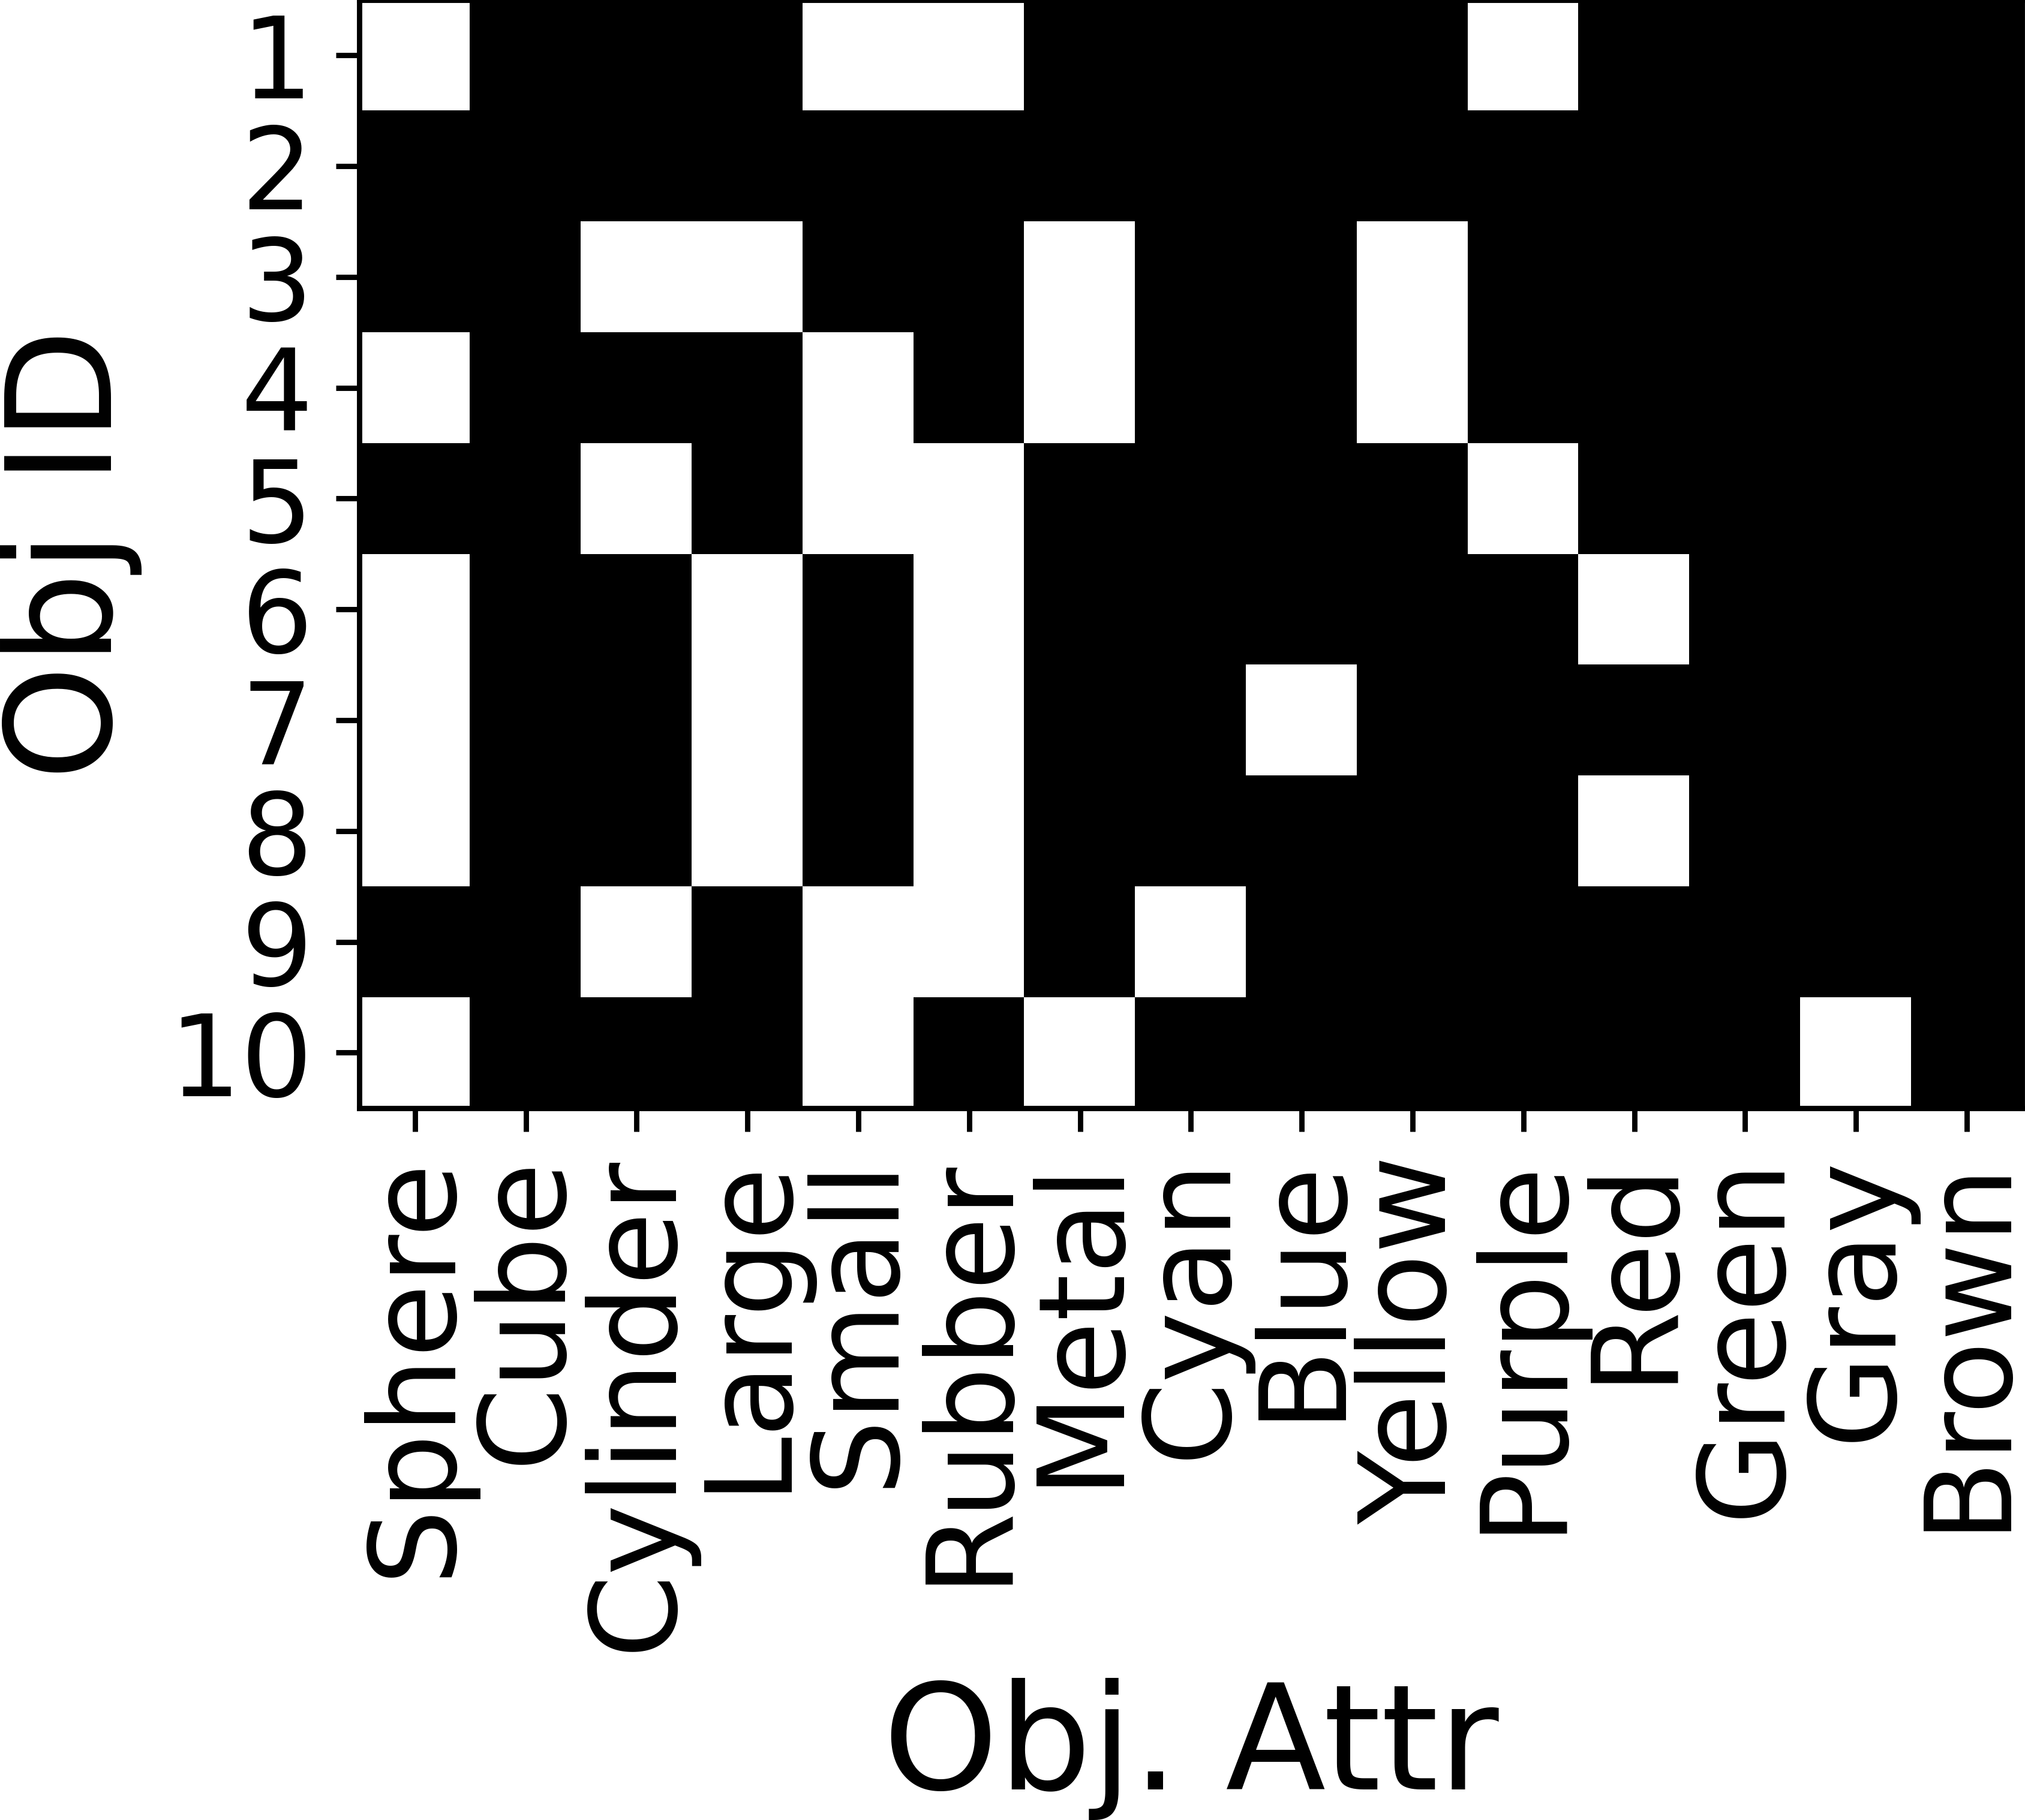 Obj ID
1
2
3
4
5
6
7
8
9
10
Sphere
Cube
Cylinder
Large
Small
Rubber
Metal
Cyan
Blue
Yellow
Purple
Red
Green
Gray
Brown
Obj. Attr